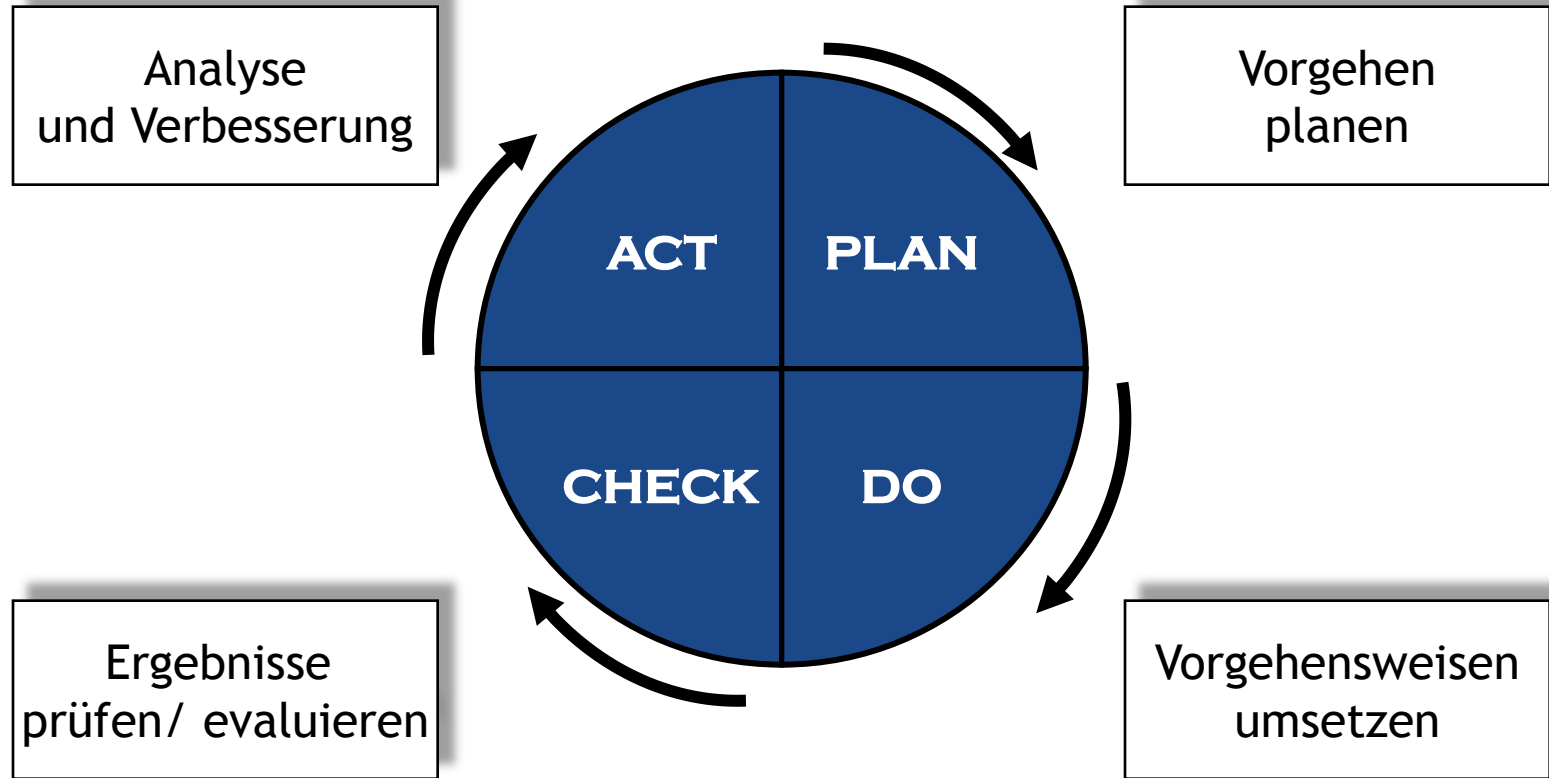 Analyse
und Verbesserung
Vorgehen
planen
ACT
PLAN
CHECK
DO
Ergebnisse
prüfen/ evaluieren
Vorgehensweisen
umsetzen